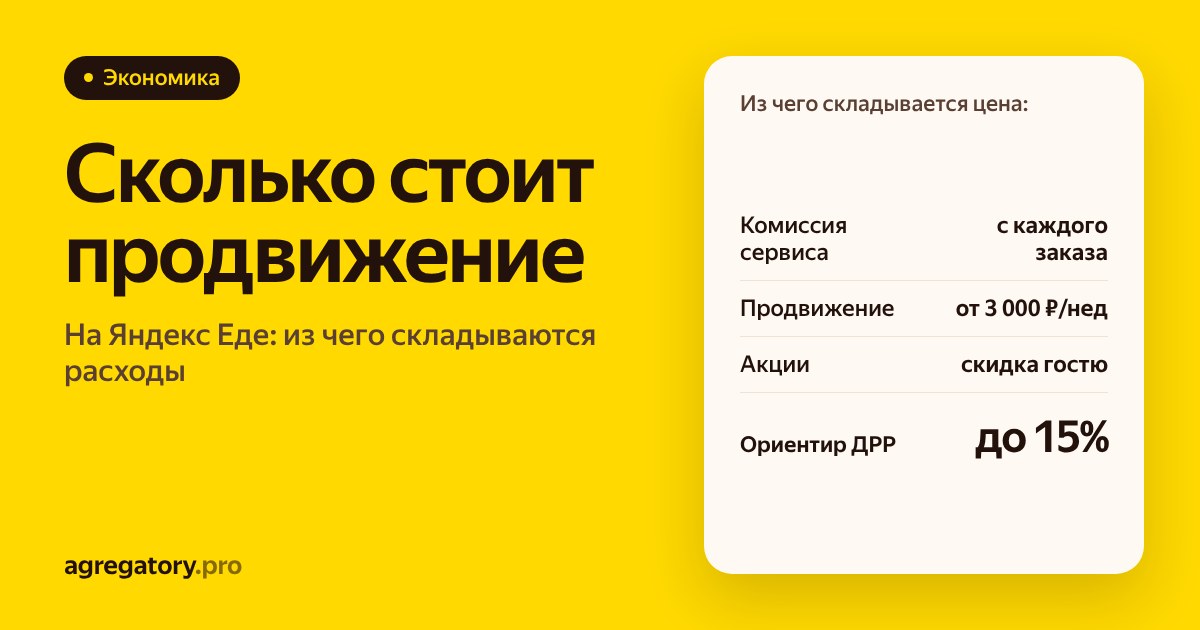 Экономика
Сколько стоит
продвижение
На Яндекс Еде: из чего складываются
расходы
agregatory.pro
Из чего складывается цена:
Комиссия
сервиса
с каждого
заказа
Продвижение от 3 000 ₽/нед
Акции скидка гостю
Ориентир ДРР до 15%